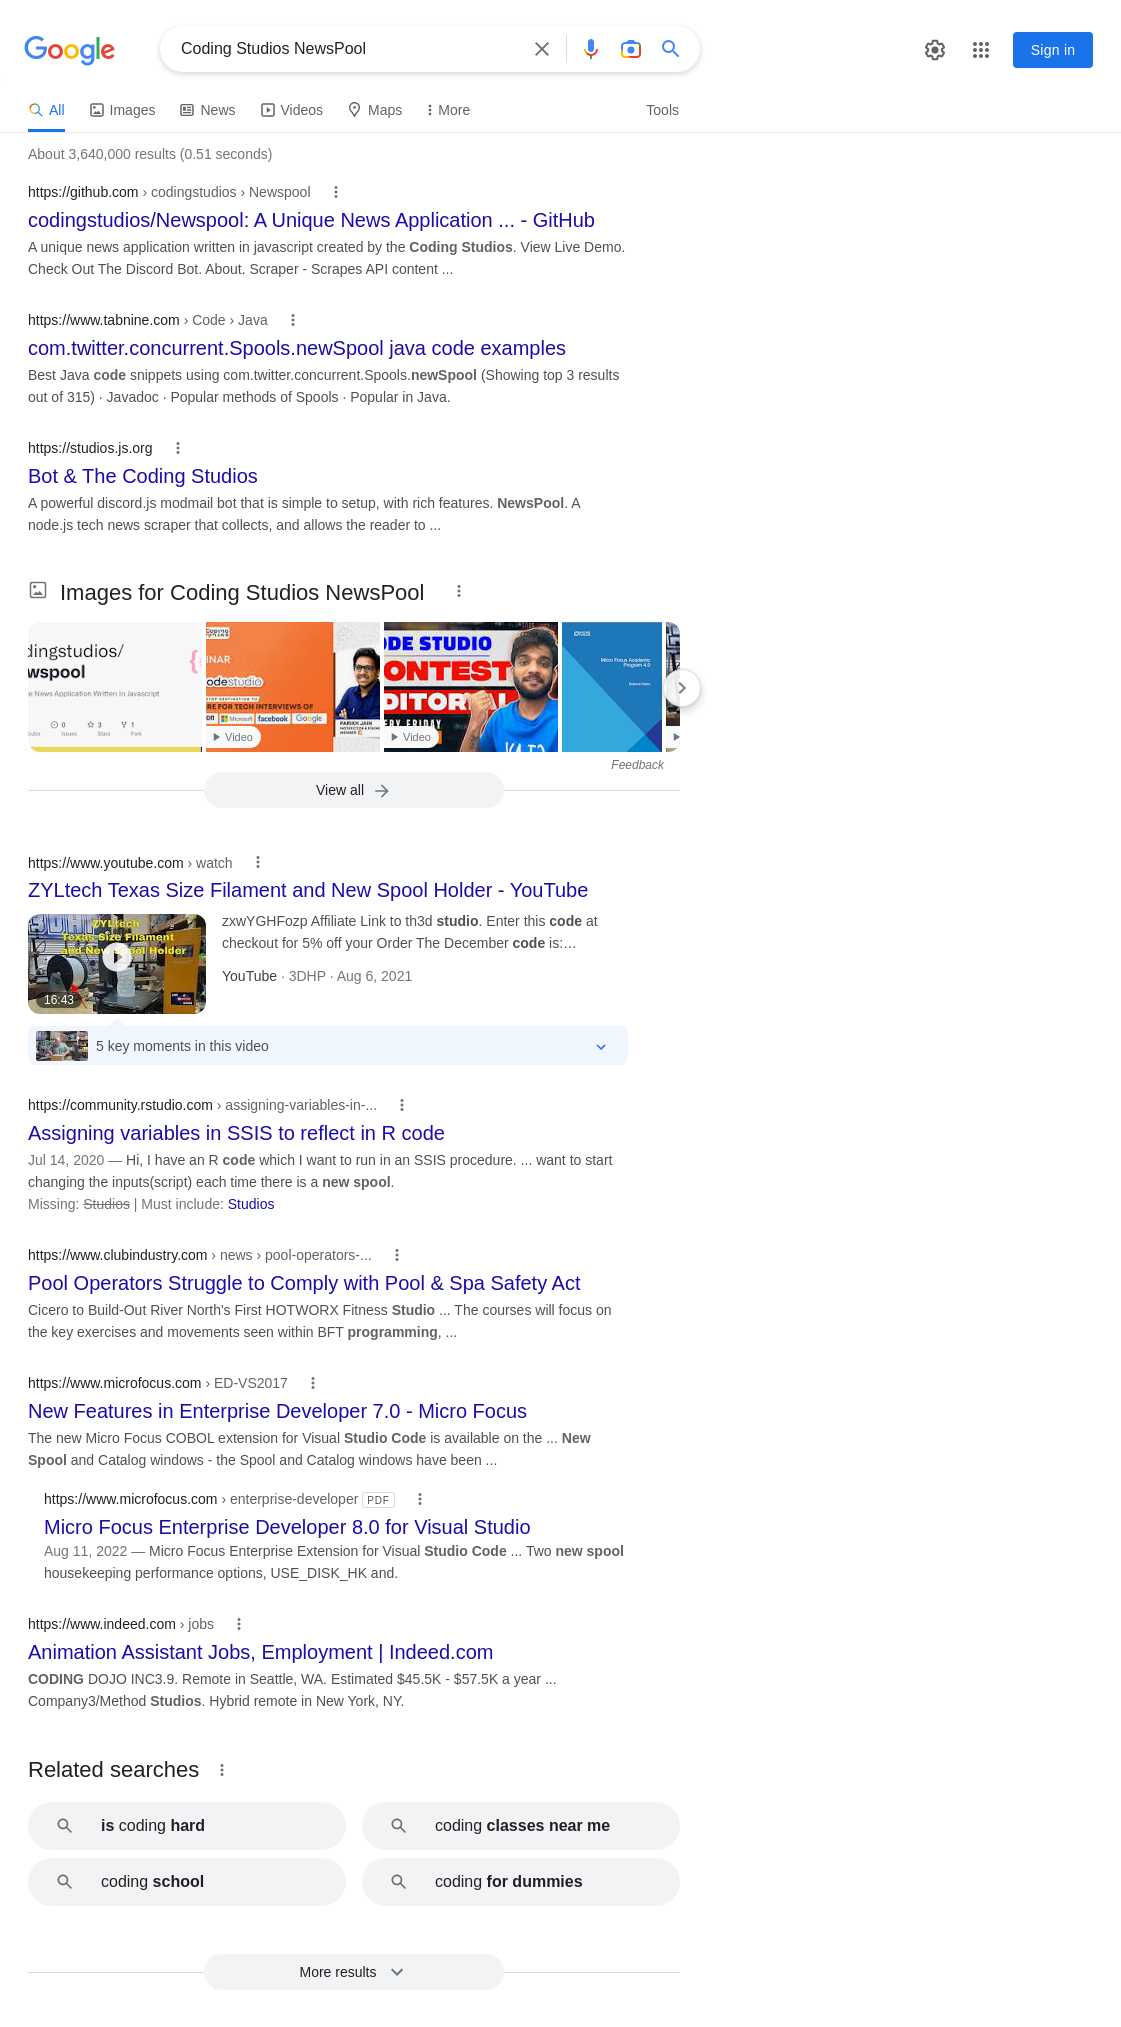 Google
Coding Studios NewsPool
Sign in
All
Images
News
Videos
Maps
More
Tools
About 3,640,000 results (0.51 seconds)
https://github.com › codingstudios › Newspool
codingstudios/Newspool: A Unique News Application ... - GitHub
A unique news application written in javascript created by the Coding Studios. View Live Demo.
Check Out The Discord Bot. About. Scraper - Scrapes API content ...
https://www.tabnine.com › Code › Java
com.twitter.concurrent.Spools.newSpool java code examples
Best Java code snippets using com.twitter.concurrent.Spools.newSpool (Showing top 3 results
out of 315) · Javadoc · Popular methods of Spools · Popular in Java.
https://studios.js.org
Bot & The Coding Studios
A powerful discord.js modmail bot that is simple to setup, with rich features. NewsPool. A
node.js tech news scraper that collects, and allows the reader to ...
Images for Coding Studios NewsPool
dingstudios/
wspool
e News Application Written In Javascript
0
3
1
Issues
Stars
Fork
CODING
NINJAS
INAR
codestudio
ARE FOR TECH INTERVIEWS OF
Microsoft
facebook
Google
PARIKH JAIN
Video
DE STUDIO
ONTEST
DITORIAL
RY FRIDAY
Video
Micro Focus Academic
Program 4.0
Release Notes
Feedback
View all
https://www.youtube.com › watch
ZYLtech Texas Size Filament and New Spool Holder - YouTube
ZYLtech
Texas Size Filament
and New Spool Holder
16:43
zxwYGHFozp Affiliate Link to th3d studio. Enter this code at
checkout for 5% off your Order The December code is:…
YouTube · 3DHP · Aug 6, 2021
5 key moments in this video
https://community.rstudio.com › assigning-variables-in-...
Assigning variables in SSIS to reflect in R code
Jul 14, 2020 — Hi, I have an R code which I want to run in an SSIS procedure. ... want to start
changing the inputs(script) each time there is a new spool.
Missing: Studios | Must include: Studios
https://www.clubindustry.com › news › pool-operators-...
Pool Operators Struggle to Comply with Pool & Spa Safety Act
Cicero to Build-Out River North's First HOTWORX Fitness Studio ... The courses will focus on
the key exercises and movements seen within BFT programming, ...
https://www.microfocus.com › ED-VS2017
New Features in Enterprise Developer 7.0 - Micro Focus
The new Micro Focus COBOL extension for Visual Studio Code is available on the ... New
Spool and Catalog windows - the Spool and Catalog windows have been ...
https://www.microfocus.com › enterprise-developer PDF
Micro Focus Enterprise Developer 8.0 for Visual Studio
Aug 11, 2022 — Micro Focus Enterprise Extension for Visual Studio Code ... Two new spool
housekeeping performance options, USE_DISK_HK and.
https://www.indeed.com › jobs
Animation Assistant Jobs, Employment | Indeed.com
CODING DOJO INC3.9. Remote in Seattle, WA. Estimated $45.5K - $57.5K a year ...
Company3/Method Studios. Hybrid remote in New York, NY.
Related searches
is coding hard
coding classes near me
coding school
coding for dummies
More results